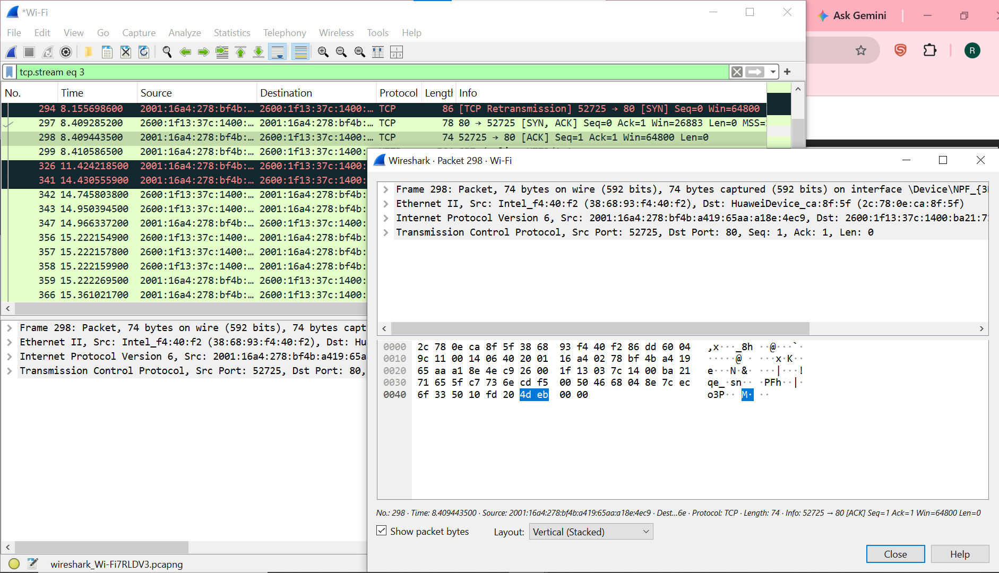 *Wi-Fi
File Edit View Go Capture Analyze Statistics Telephony Wireless Tools Help
tcp.stream eq 3
No. Time Source Destination Protocol Length Info
294 8.155698600 2001:16a4:278:bf4b:… 2600:1f13:37c:1400:… TCP 86 [TCP Retransmission] 52725 → 80 [SYN] Seq=0 Win=64800
297 8.409285200 2600:1f13:37c:1400:… 2001:16a4:278:bf4b:… TCP 78 80 → 52725 [SYN, ACK] Seq=0 Ack=1 Win=26883 Len=0 MSS=
298 8.409443500 2001:16a4:278:bf4b:… 2600:1f13:37c:1400:… TCP 74 52725 → 80 [ACK] Seq=1 Ack=1 Win=64800 Len=0
299 8.410586500 2001:16a4:278:bf4b:… 2600:1f13:37c:1400:
326 11.424218500 2001:16a4:278:bf4b:… 2600:1f13:37c:1400:
341 14.430555900 2001:16a4:278:bf4b:… 2600:1f13:37c:1400:
342 14.745803800 2600:1f13:37c:1400:… 2001:16a4:278:bf4b:
343 14.950394500 2600:1f13:37c:1400:… 2001:16a4:278:bf4b:
347 14.966337200 2600:1f13:37c:1400:… 2001:16a4:278:bf4b:
356 15.222154900 2600:1f13:37c:1400:… 2001:16a4:278:bf4b:
357 15.222157800 2600:1f13:37c:1400:… 2001:16a4:278:bf4b:
358 15.222159900 2600:1f13:37c:1400:… 2001:16a4:278:bf4b:
359 15.222269500 2001:16a4:278:bf4b:… 2600:1f13:37c:1400:
366 15.361021700 2001:16a4:278:bf4b:… 2600:1f13:37c:1400:
Frame 298: Packet, 74 bytes on wire (592 bits), 74 bytes capt
Ethernet II, Src: Intel_f4:40:f2 (38:68:93:f4:40:f2), Dst: Hu
Internet Protocol Version 6, Src: 2001:16a4:278:bf4b:a419:65a
Transmission Control Protocol, Src Port: 52725, Dst Port: 80,
wireshark_Wi-Fi7RLDV3.pcapng
Ask Gemini
R
Wireshark · Packet 298 · Wi-Fi
Frame 298: Packet, 74 bytes on wire (592 bits), 74 bytes captured (592 bits) on interface \Device\NPF_{3
Ethernet II, Src: Intel_f4:40:f2 (38:68:93:f4:40:f2), Dst: HuaweiDevice_ca:8f:5f (2c:78:0e:ca:8f:5f)
Internet Protocol Version 6, Src: 2001:16a4:278:bf4b:a419:65aa:a18e:4ec9, Dst: 2600:1f13:37c:1400:ba21:7
Transmission Control Protocol, Src Port: 52725, Dst Port: 80, Seq: 1, Ack: 1, Len: 0
0000 2c 78 0e ca 8f 5f 38 68 93 f4 40 f2 86 dd 60 04 ,x···_8h ··@···`·
0010 9c 11 00 14 06 40 20 01 16 a4 02 78 bf 4b a4 19 ·····@ · ···x·K··
0020 65 aa a1 8e 4e c9 26 00 1f 13 03 7c 14 00 ba 21 e···N·&· ···|···!
0030 71 65 5f c7 73 6e cd f5 00 50 46 68 04 8e 7c ec qe_·sn·· ·PFh··|·
0040 6f 33 50 10 fd 20 4d eb 00 00 o3P·· M· ··
No.: 298 · Time: 8.409443500 · Source: 2001:16a4:278:bf4b:a419:65aa:a18e:4ec9 · Dest…6e · Protocol: TCP · Length: 74 · Info: 52725 → 80 [ACK] Seq=1 Ack=1 Win=64800 Len=0
Show packet bytes Layout: Vertical (Stacked)
Close Help